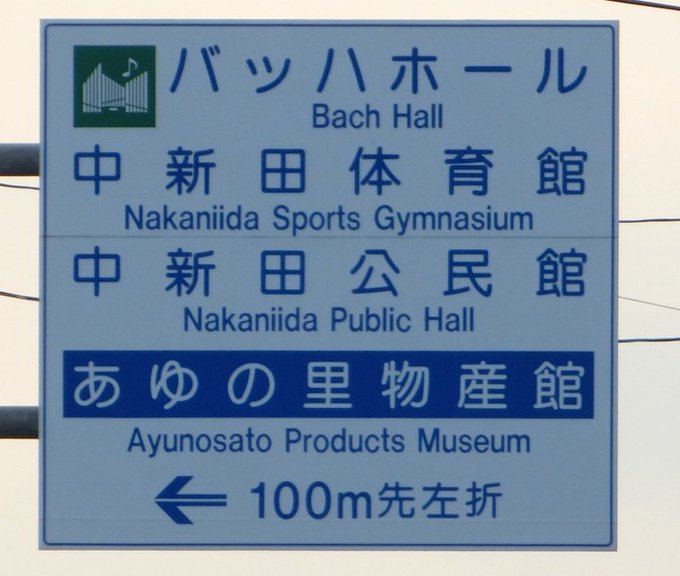 バッハホール
Bach Hall
中新田体育館
Nakaniida Sports Gymnasium
中新田公民館
Nakaniida Public Hall
あゆの里物産館
Ayunosato Products Museum
← 100m先左折